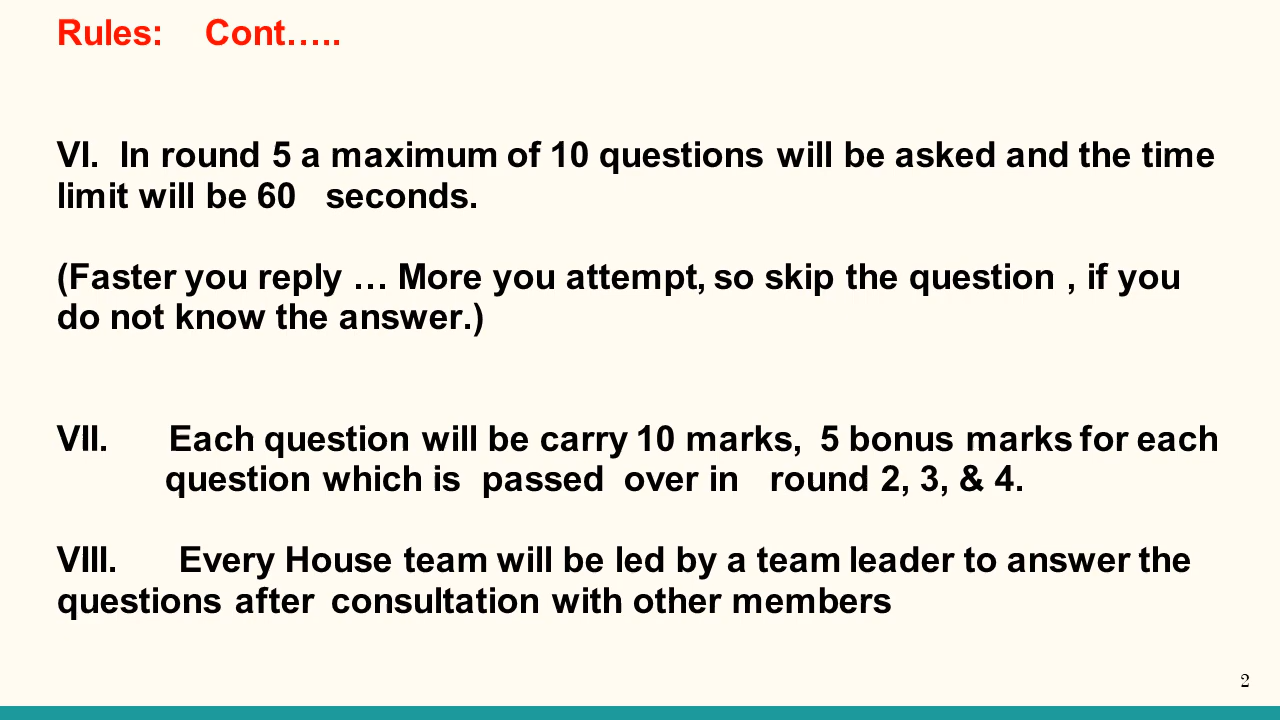 Rules: Cont…..
VI. In round 5 a maximum of 10 questions will be asked and the time
limit will be 60 seconds.
(Faster you reply … More you attempt, so skip the question , if you
do not know the answer.)
VII. Each question will be carry 10 marks, 5 bonus marks for each
question which is passed over in round 2, 3, & 4.
VIII. Every House team will be led by a team leader to answer the
questions after consultation with other members
2